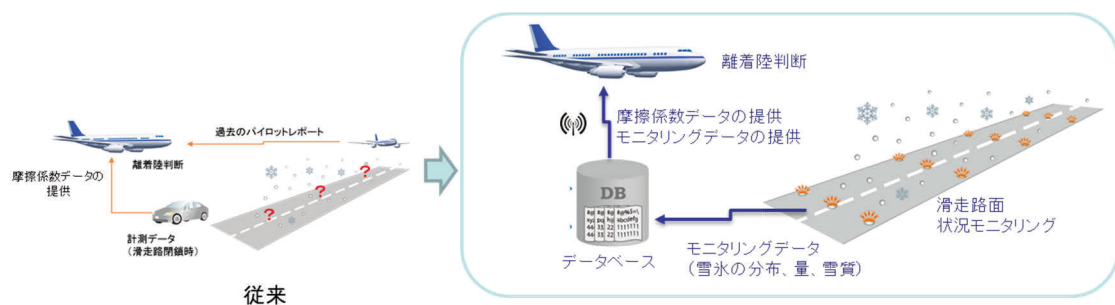 過去のパイロットレポート
離着陸判断
摩擦係数データの
提供
?
?
?
計測データ
(滑走路閉鎖時)
従来
離着陸判断
摩擦係数データの提供
モニタリングデータの提供
DB
データベース
滑走路面
状況モニタリング
モニタリングデータ
(雪氷の分布、量、雪質)